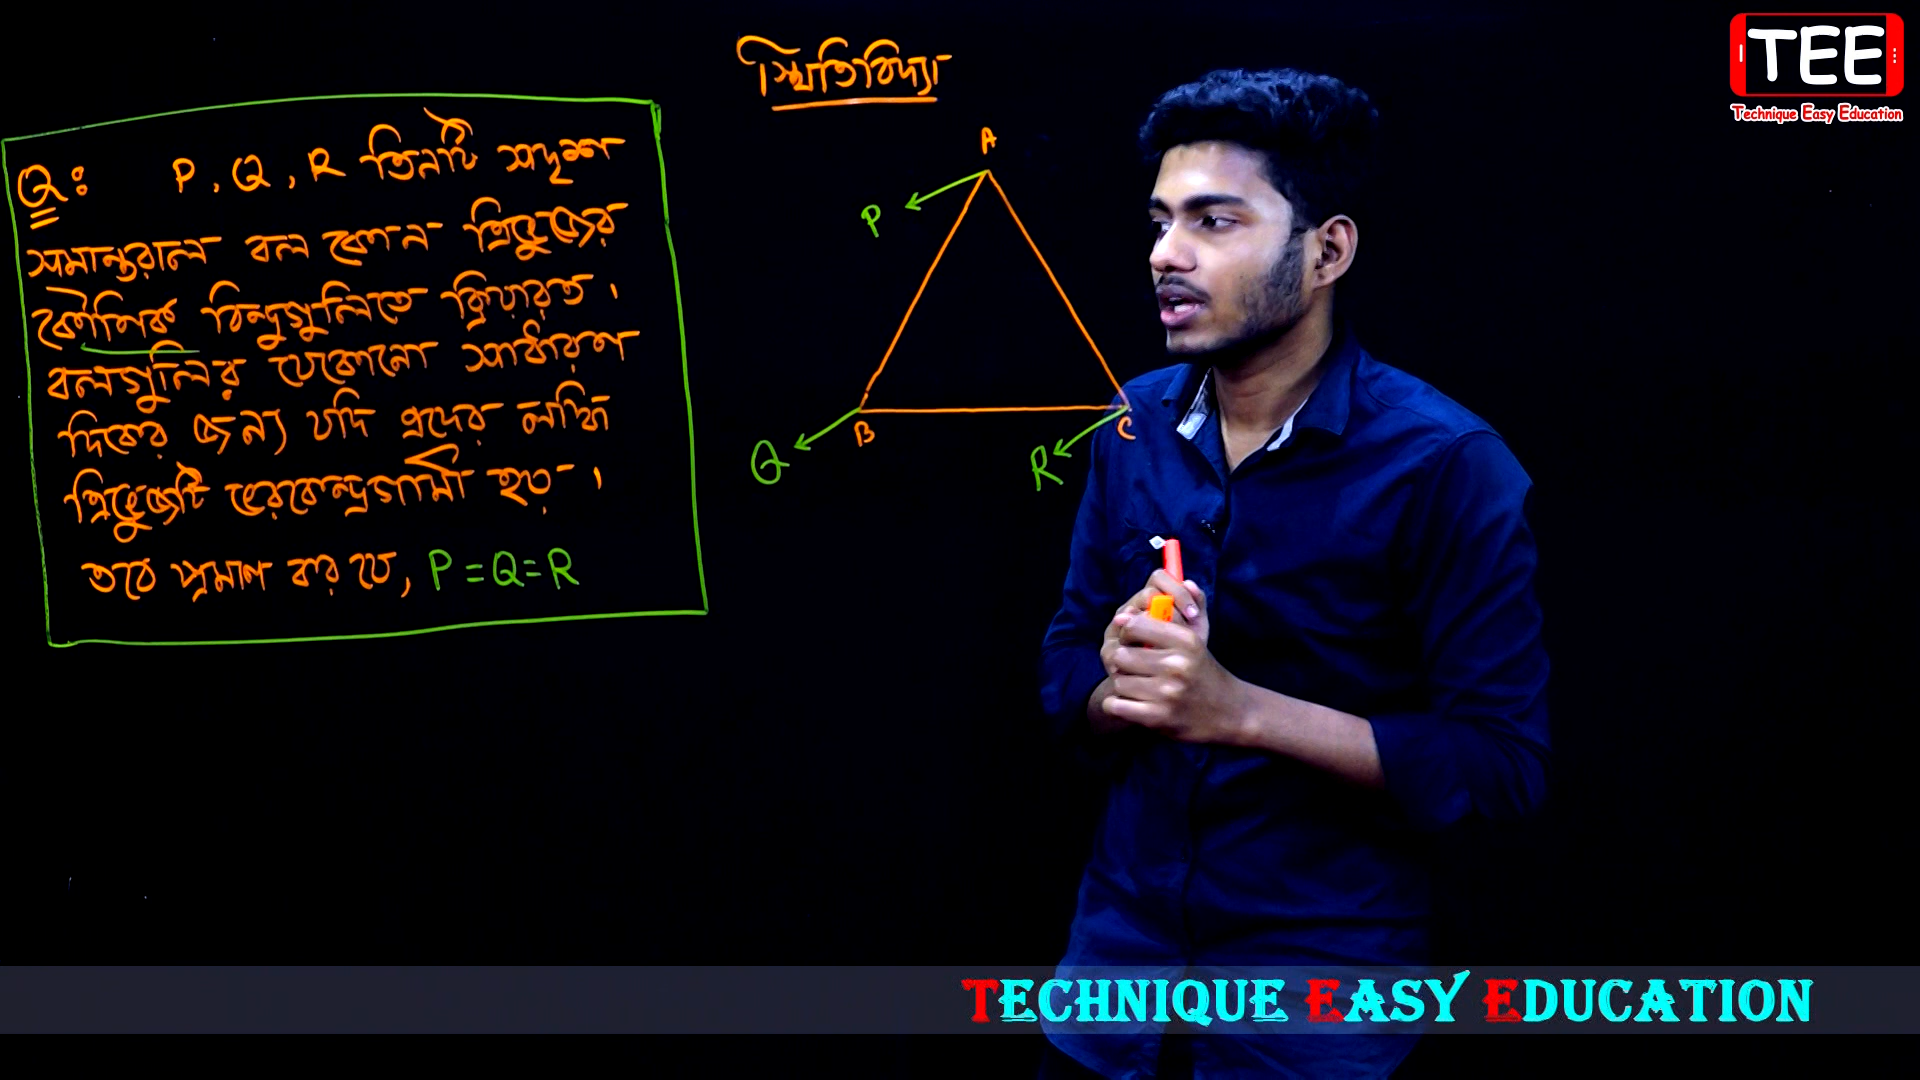 স্থিতিবিদ্যা
Q: P, Q, R তিনটি সদৃশ
সমান্তরাল বল কোন ত্রিভুজের
কৌণিক বিন্দুগুলিতে ক্রিয়ারত।
বলগুলির যেকোনো সাধারণ
দিকের জন্য যদি এদের লব্ধি
ত্রিভুজটি ভরকেন্দ্রগামী হয়।
তবে প্রমাণ কর যে, P = Q = R
A
P
B
C
Q
R
TEE
Technique Easy Education
TECHNIQUE EASY EDUCATION